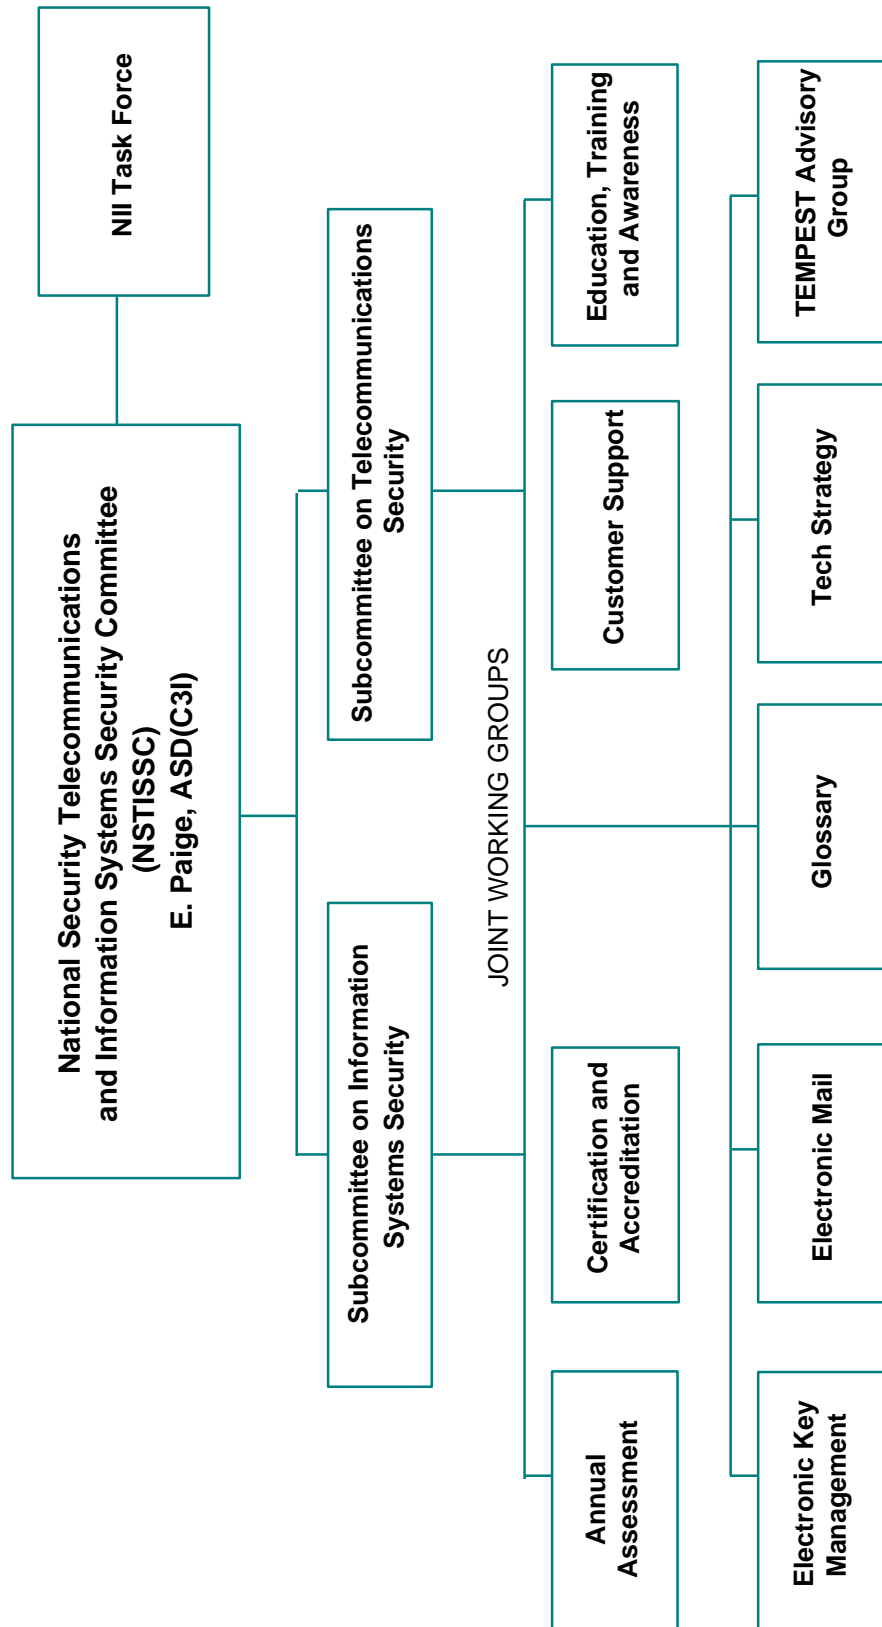 National Security Telecommunications
and Information Systems Security Committee
(NSTISSC)
E. Paige, ASD(C3I)
NII Task Force
Subcommittee on Information
Systems Security
Subcommittee on Telecommunications
Security
JOINT WORKING GROUPS
Annual
Assessment
Certification and
Accreditation
Customer Support
Education, Training
and Awareness
Electronic Key
Management
Electronic Mail
Glossary
Tech Strategy
TEMPEST Advisory
Group